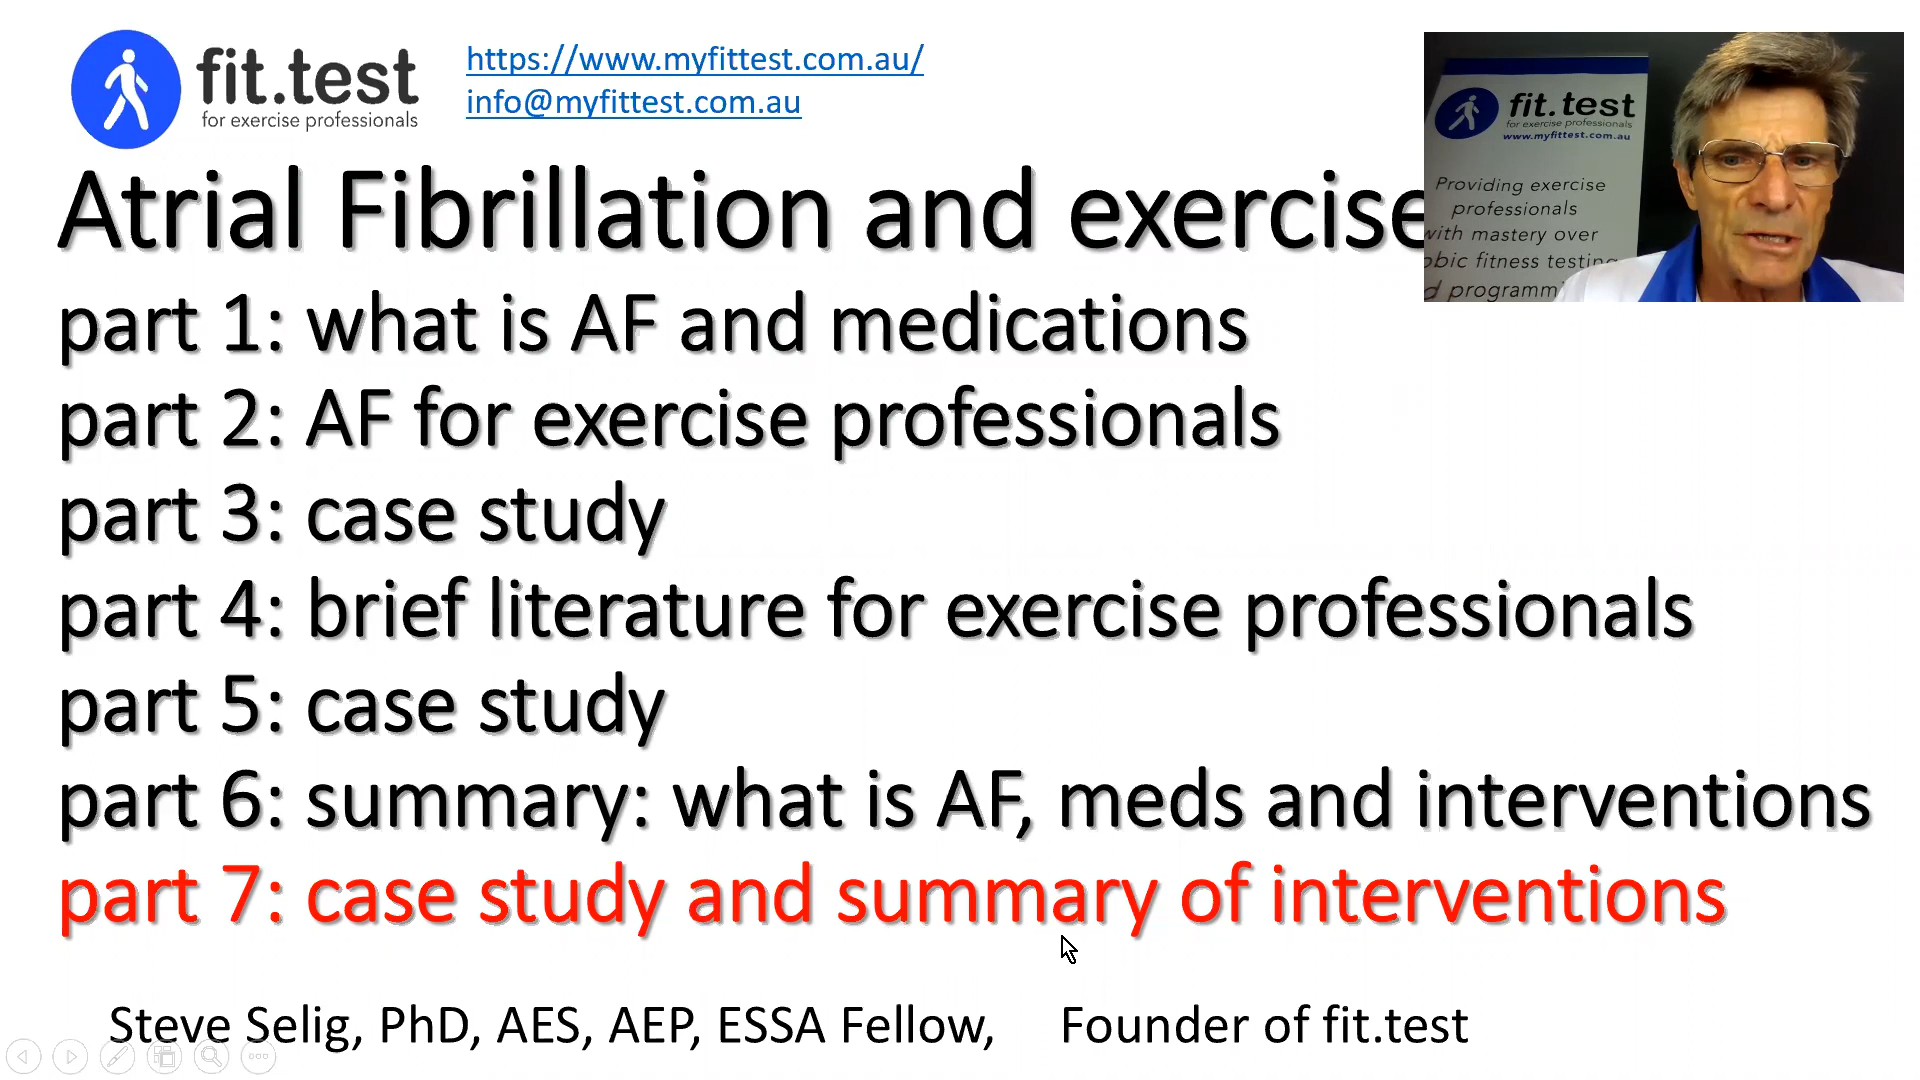 fit.test
for exercise professionals
https://www.myfittest.com.au/
info@myfittest.com.au
fit.test
for exercise professionals
www.myfittest.com.au
Providing exercise
professionals
with mastery over
obic fitness testing
d programm
Atrial Fibrillation and exercise
part 1: what is AF and medications
part 2: AF for exercise professionals
part 3: case study
part 4: brief literature for exercise professionals
part 5: case study
part 6: summary: what is AF, meds and interventions
part 7: case study and summary of interventions
Steve Selig, PhD, AES, AEP, ESSA Fellow, Founder of fit.test